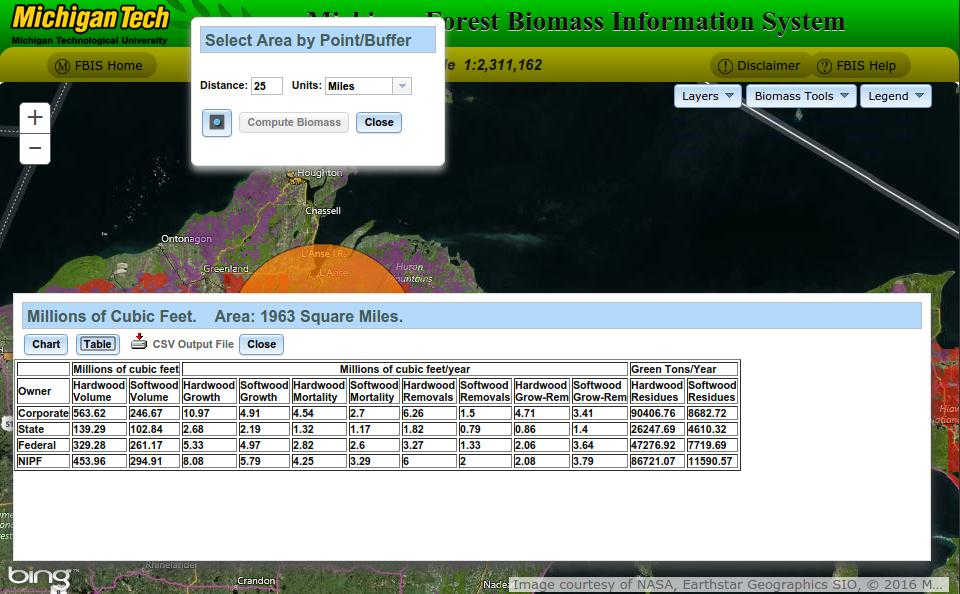 Michigan Tech
Michigan Technological University
Forest Biomass Information System
FBIS Home
1:2,311,162
Disclaimer
FBIS Help
Select Area by Point/Buffer
Distance: 25 Units: Miles
Compute Biomass Close
Layers
Biomass Tools
Legend
+
−
Houghton
Chassell
Ontonagon
Greenland
L'Anse I.R.
L'Anse
Huron
Mountains
Millions of Cubic Feet. Area: 1963 Square Miles.
Chart Table CSV Output File Close
Millions of cubic feet Millions of cubic feet/year Green Tons/Year
Owner Hardwood Volume Softwood Volume Hardwood Growth Softwood Growth Hardwood Mortality Softwood Mortality Hardwood Removals Softwood Removals Hardwood Grow-Rem Softwood Grow-Rem Hardwood Residues Softwood Residues
Corporate 563.62 246.67 10.97 4.91 4.54 2.7 6.26 1.5 4.71 3.41 90406.76 8682.72
State 139.29 102.84 2.68 2.19 1.32 1.17 1.82 0.79 0.86 1.4 26247.69 4610.32
Federal 329.28 261.17 5.33 4.97 2.82 2.6 3.27 1.33 2.06 3.64 47276.92 7719.69
NIPF 453.96 294.91 8.08 5.79 4.25 3.29 6 2 2.08 3.79 86721.07 11590.57
Rhinelander
Crandon
bing
Image courtesy of NASA, Earthstar Geographics SIO, © 2016 M...